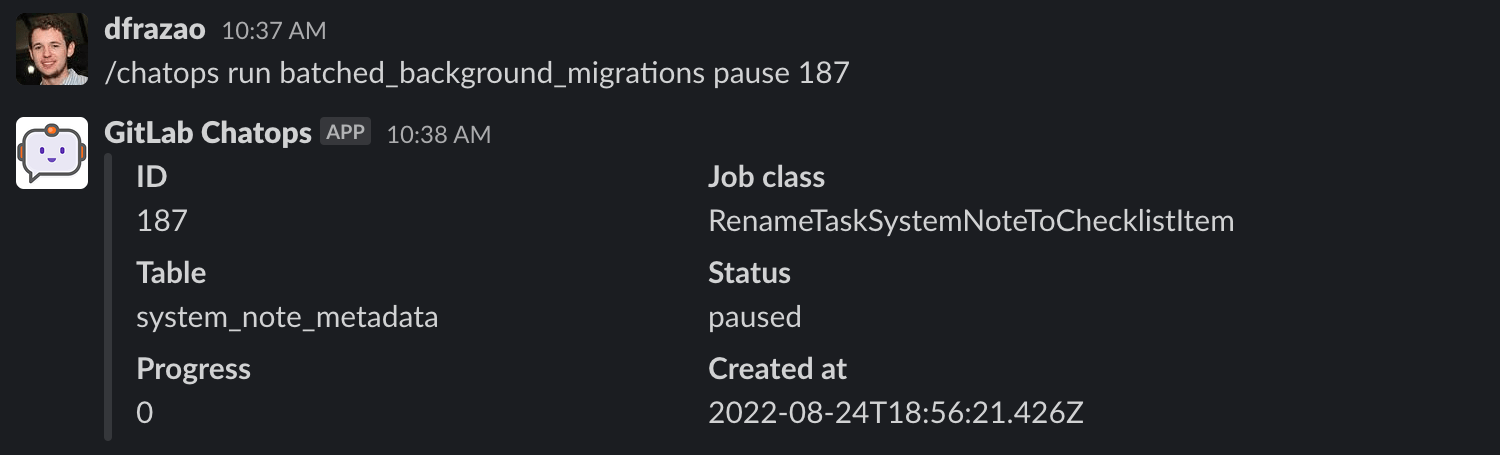 dfrazao 10:37 AM
/chatops run batched_background_migrations pause 187
GitLab Chatops APP 10:38 AM
ID Job class
187 RenameTaskSystemNoteToChecklistItem
Table Status
system_note_metadata paused
Progress Created at
0 2022-08-24T18:56:21.426Z